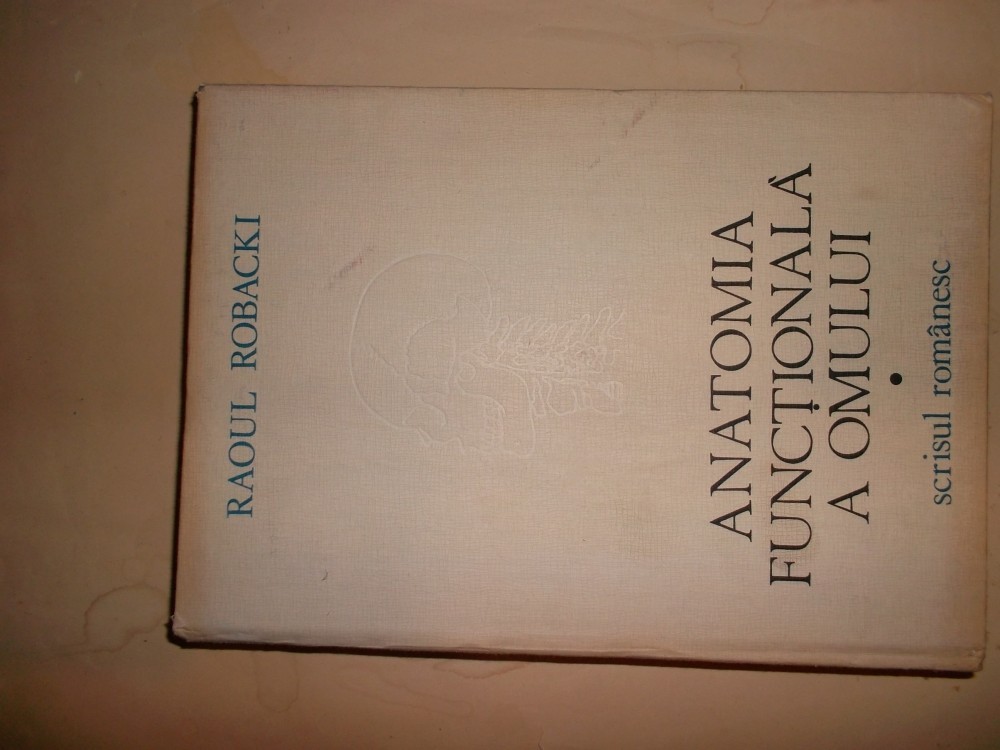 RAOUL ROBACKI
ANATOMIA
FUNCȚIONALĂ
A OMULUI
•
scrisul românesc